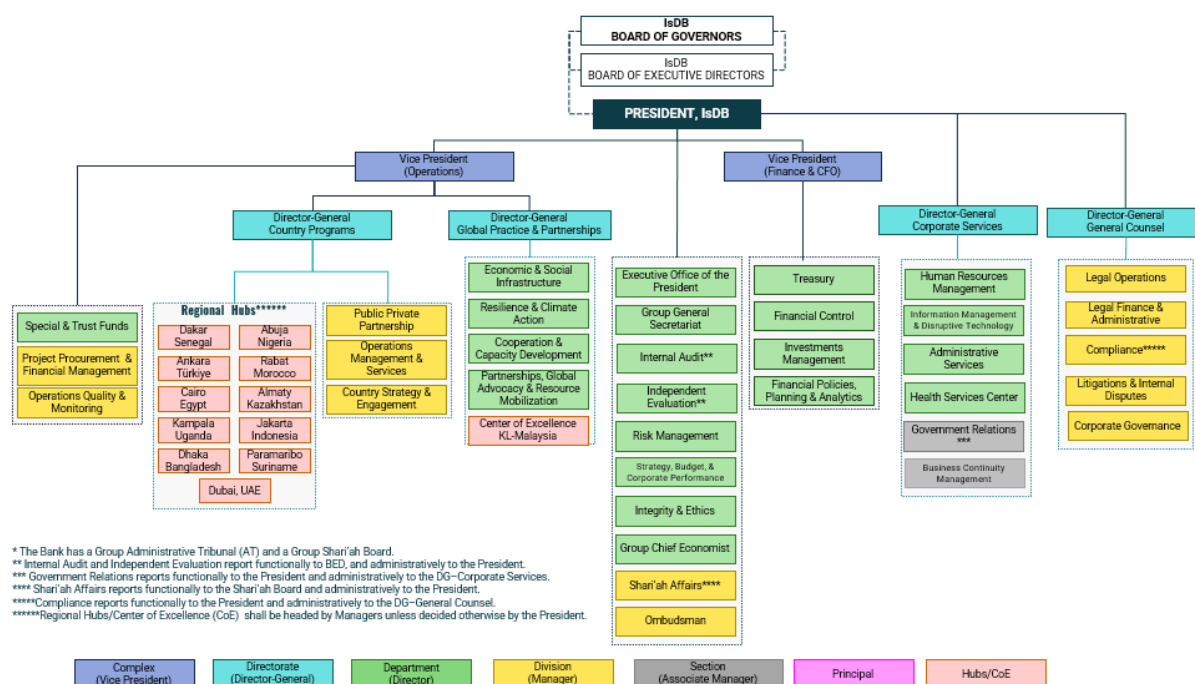 IsDB
BOARD OF GOVERNORS
IsDB
BOARD OF EXECUTIVE DIRECTORS
PRESIDENT, IsDB
Vice President
(Operations)
Vice President
(Finance & CFO)
Director-General
Country Programs
Director-General
Global Practice & Partnerships
Director-General
Corporate Services
Director-General
General Counsel
Special & Trust Funds
Project Procurement &
Financial Management
Operations Quality &
Monitoring
Regional Hubs******
Dakar
Senegal
Abuja
Nigeria
Ankara
Türkiye
Rabat
Morocco
Cairo
Egypt
Almaty
Kazakhstan
Kampala
Uganda
Jakarta
Indonesia
Dhaka
Bangladesh
Paramaribo
Suriname
Dubai, UAE
Public Private
Partnership
Operations
Management &
Services
Country Strategy &
Engagement
Economic & Social
Infrastructure
Resilience & Climate
Action
Cooperation &
Capacity Development
Partnerships, Global
Advocacy & Resource
Mobilization
Center of Excellence
KL-Malaysia
Executive Office of the
President
Group General
Secretariat
Internal Audit**
Independent
Evaluation**
Risk Management
Strategy, Budget, &
Corporate Performance
Integrity & Ethics
Group Chief Economist
Shari'ah Affairs****
Ombudsman
Treasury
Financial Control
Investments
Management
Financial Policies,
Planning & Analytics
Human Resources
Management
Information Management
& Disruptive Technology
Administrative
Services
Health Services Center
Government Relations
***
Business Continuity
Management
Legal Operations
Legal Finance &
Administrative
Compliance*****
Litigations & Internal
Disputes
Corporate Governance
* The Bank has a Group Administrative Tribunal (AT) and a Group Shari'ah Board.
** Internal Audit and Independent Evaluation report functionally to BED, and administratively to the President.
*** Government Relations reports functionally to the President and administratively to the DG–Corporate Services.
**** Shari'ah Affairs reports functionally to the Shari'ah Board and administratively to the President.
*****Compliance reports functionally to the President and administratively to the DG–General Counsel.
******Regional Hubs/Center of Excellence (CoE) shall be headed by Managers unless decided otherwise by the President.
Complex
(Vice President)
Directorate
(Director-General)
Department
(Director)
Division
(Manager)
Section
(Associate Manager)
Principal
Hubs/CoE